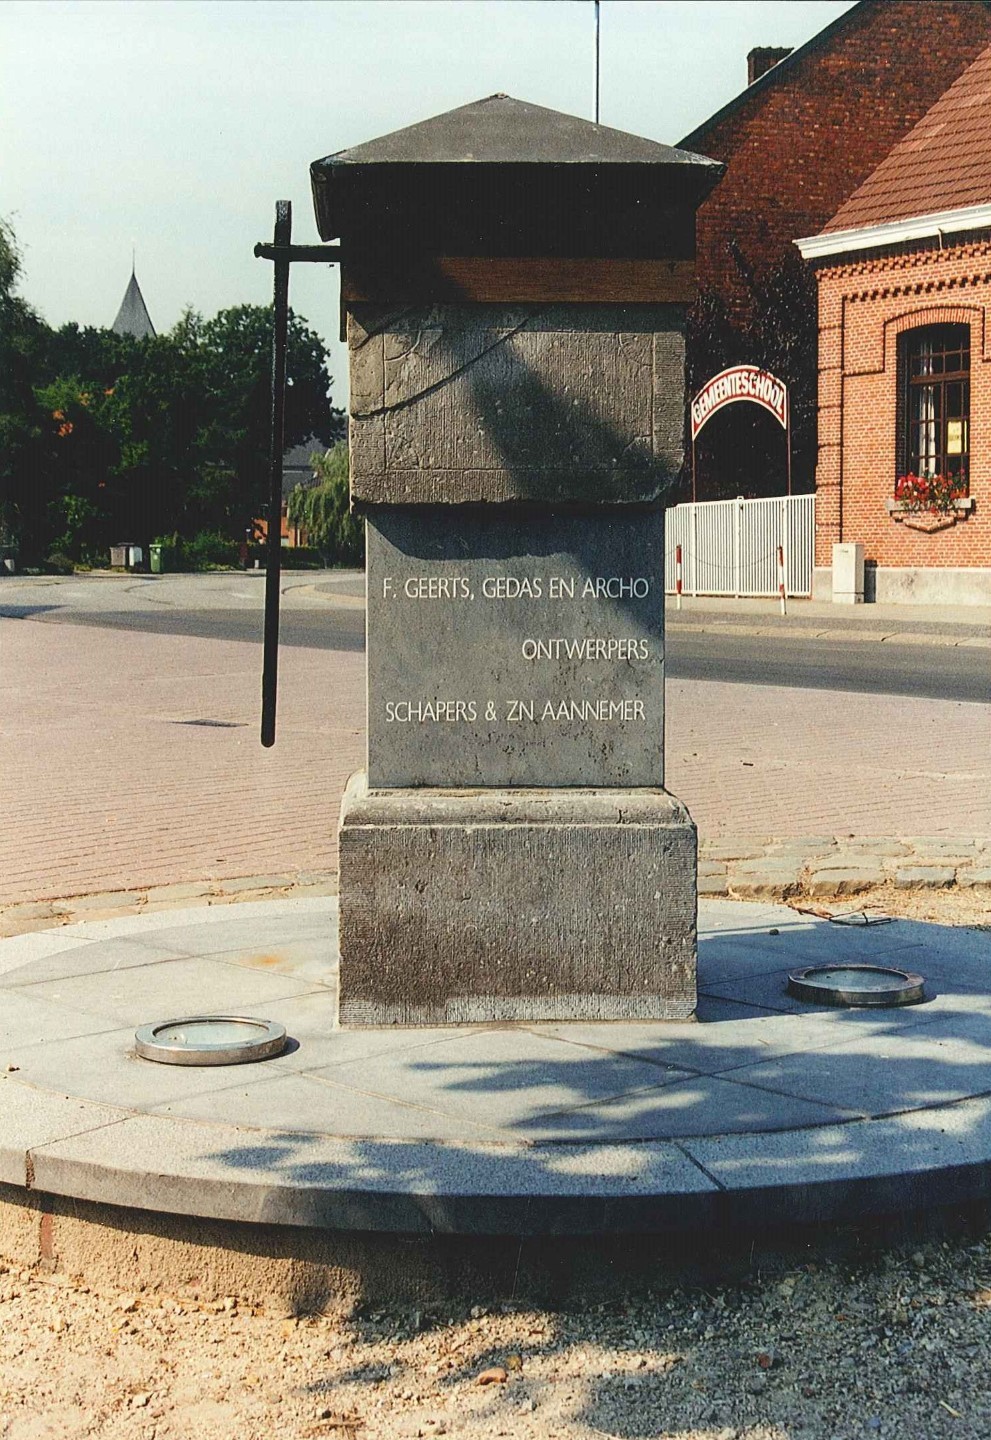 GEMEENTESCHOOL
F. GEERTS, GEDAS EN ARCHO
ONTWERPERS
SCHAPERS & ZN AANNEMER